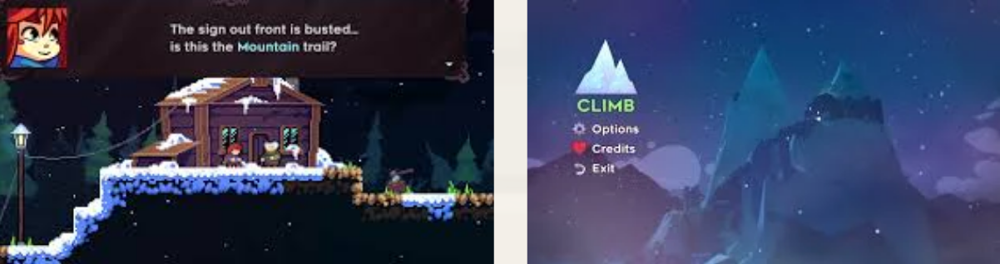 The sign out front is busted...
is this the Mountain trail?
CLIMB
Options
Credits
Exit